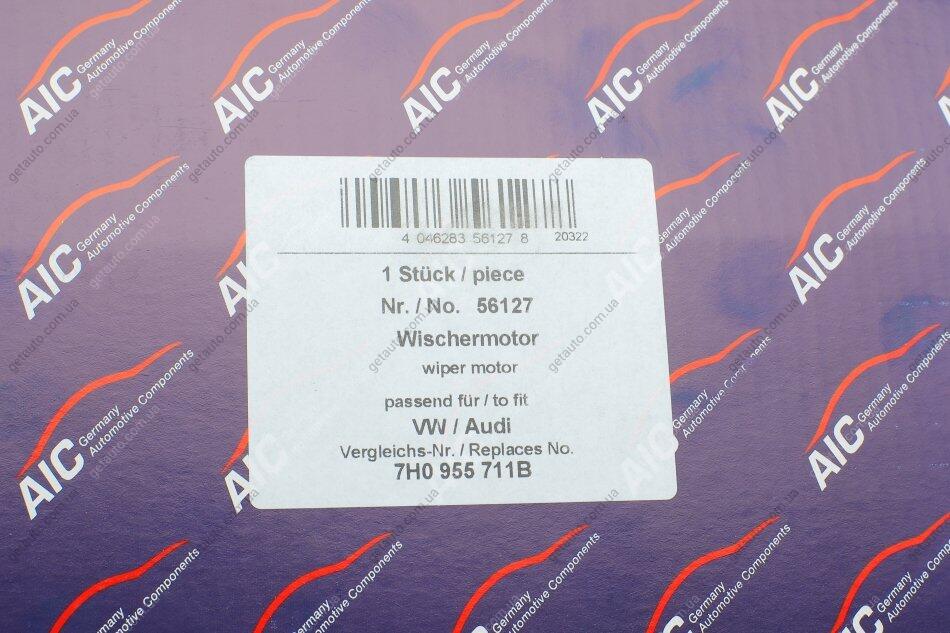 AIC Germany
Automotive Components
getauto.com.ua
4 046283 56127 8 20322
1 Stück / piece
Nr. / No. 56127
Wischermotor
wiper motor
passend für / to fit
VW / Audi
Vergleichs-Nr. / Replaces No.
7H0 955 711B